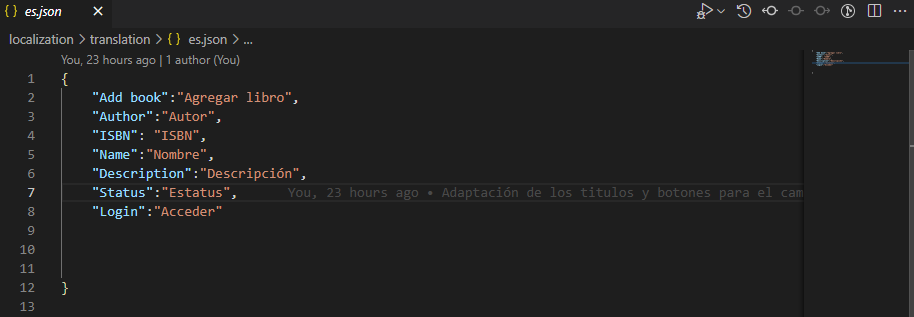 { } es.json ×
localization > translation > { } es.json > ...
You, 23 hours ago | 1 author (You)
1 {
2 "Add book":"Agregar libro",
3 "Author":"Autor",
4 "ISBN": "ISBN",
5 "Name":"Nombre",
6 "Description":"Descripción",
7 "Status":"Estatus", You, 23 hours ago • Adaptación de los titulos y botones para el cam
8 "Login":"Acceder"
9
10
11
12 }
13